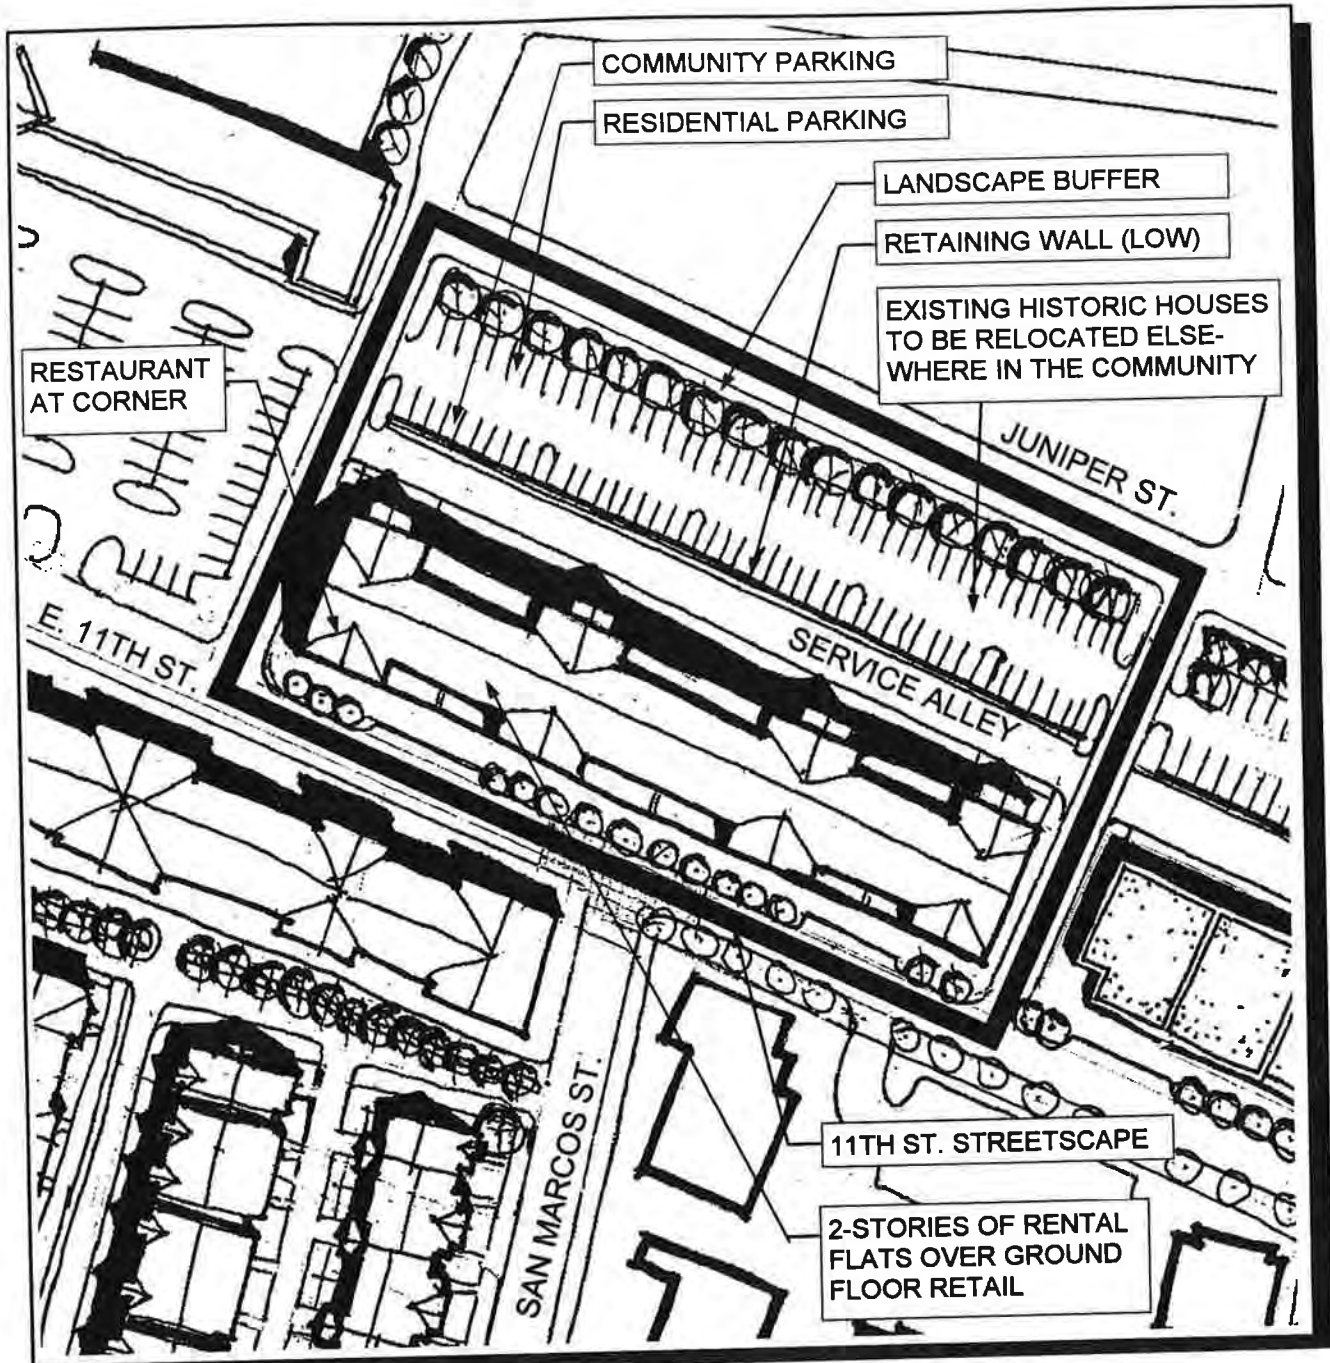 COMMUNITY PARKING
RESIDENTIAL PARKING
LANDSCAPE BUFFER
RETAINING WALL (LOW)
EXISTING HISTORIC HOUSES
TO BE RELOCATED ELSE-
WHERE IN THE COMMUNITY
RESTAURANT
AT CORNER
JUNIPER ST.
SERVICE ALLEY
E. 11TH ST.
SAN MARCOS ST.
11TH ST. STREETSCAPE
2-STORIES OF RENTAL
FLATS OVER GROUND
FLOOR RETAIL